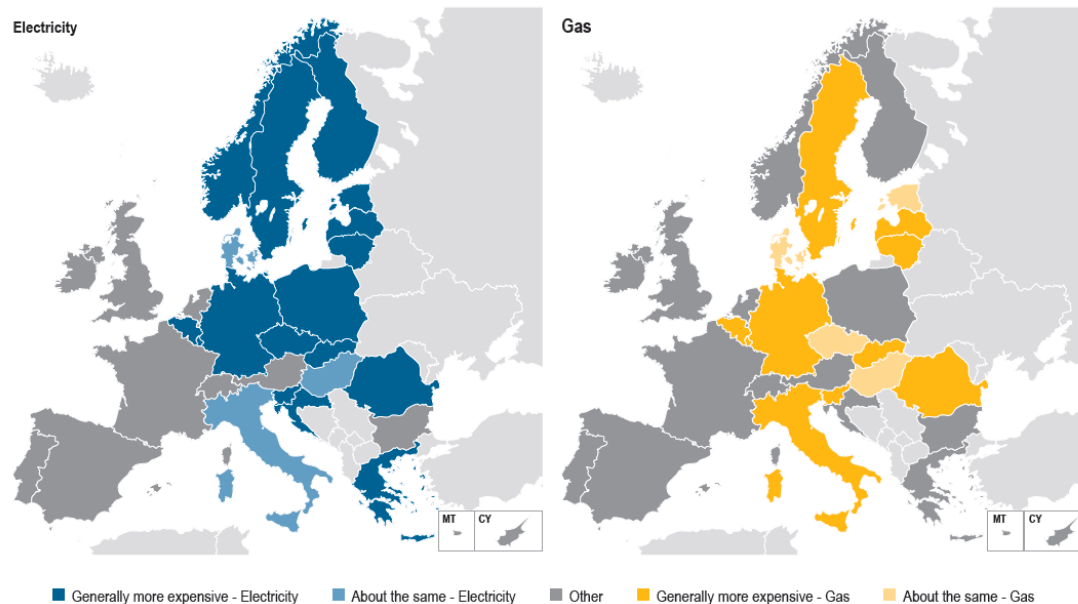 Electricity
Gas
MT
CY
MT
CY
Generally more expensive - Electricity
About the same - Electricity
Other
Generally more expensive - Gas
About the same - Gas